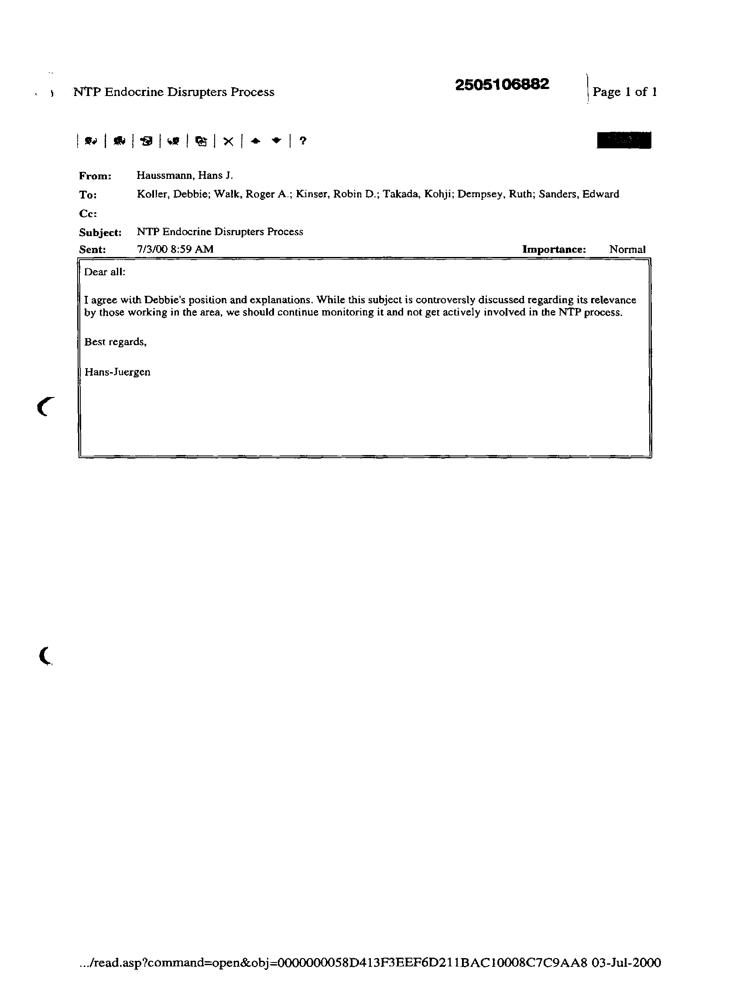 NTP Endocrine Disrupters Process
2505106882
Page 1 of 1
?
From: Haussmann, Hans J.
To: Koller, Debbie; Walk, Roger A.; Kinser, Robin D.; Takada, Kohji; Dempsey, Ruth; Sanders, Edward
Cc:
Subject: NTP Endocrine Disrupters Process
Sent: 7/3/00 8:59 AM Importance: Normal
Dear all:
I agree with Debbie's position and explanations. While this subject is controversly discussed regarding its relevance
by those working in the area, we should continue monitoring it and not get actively involved in the NTP process.
Best regards,
Hans-Juergen
.../read.asp?command=open&obj=0000000058D413F3EEF6D211BAC10008C7C9AA8 03-Jul-2000